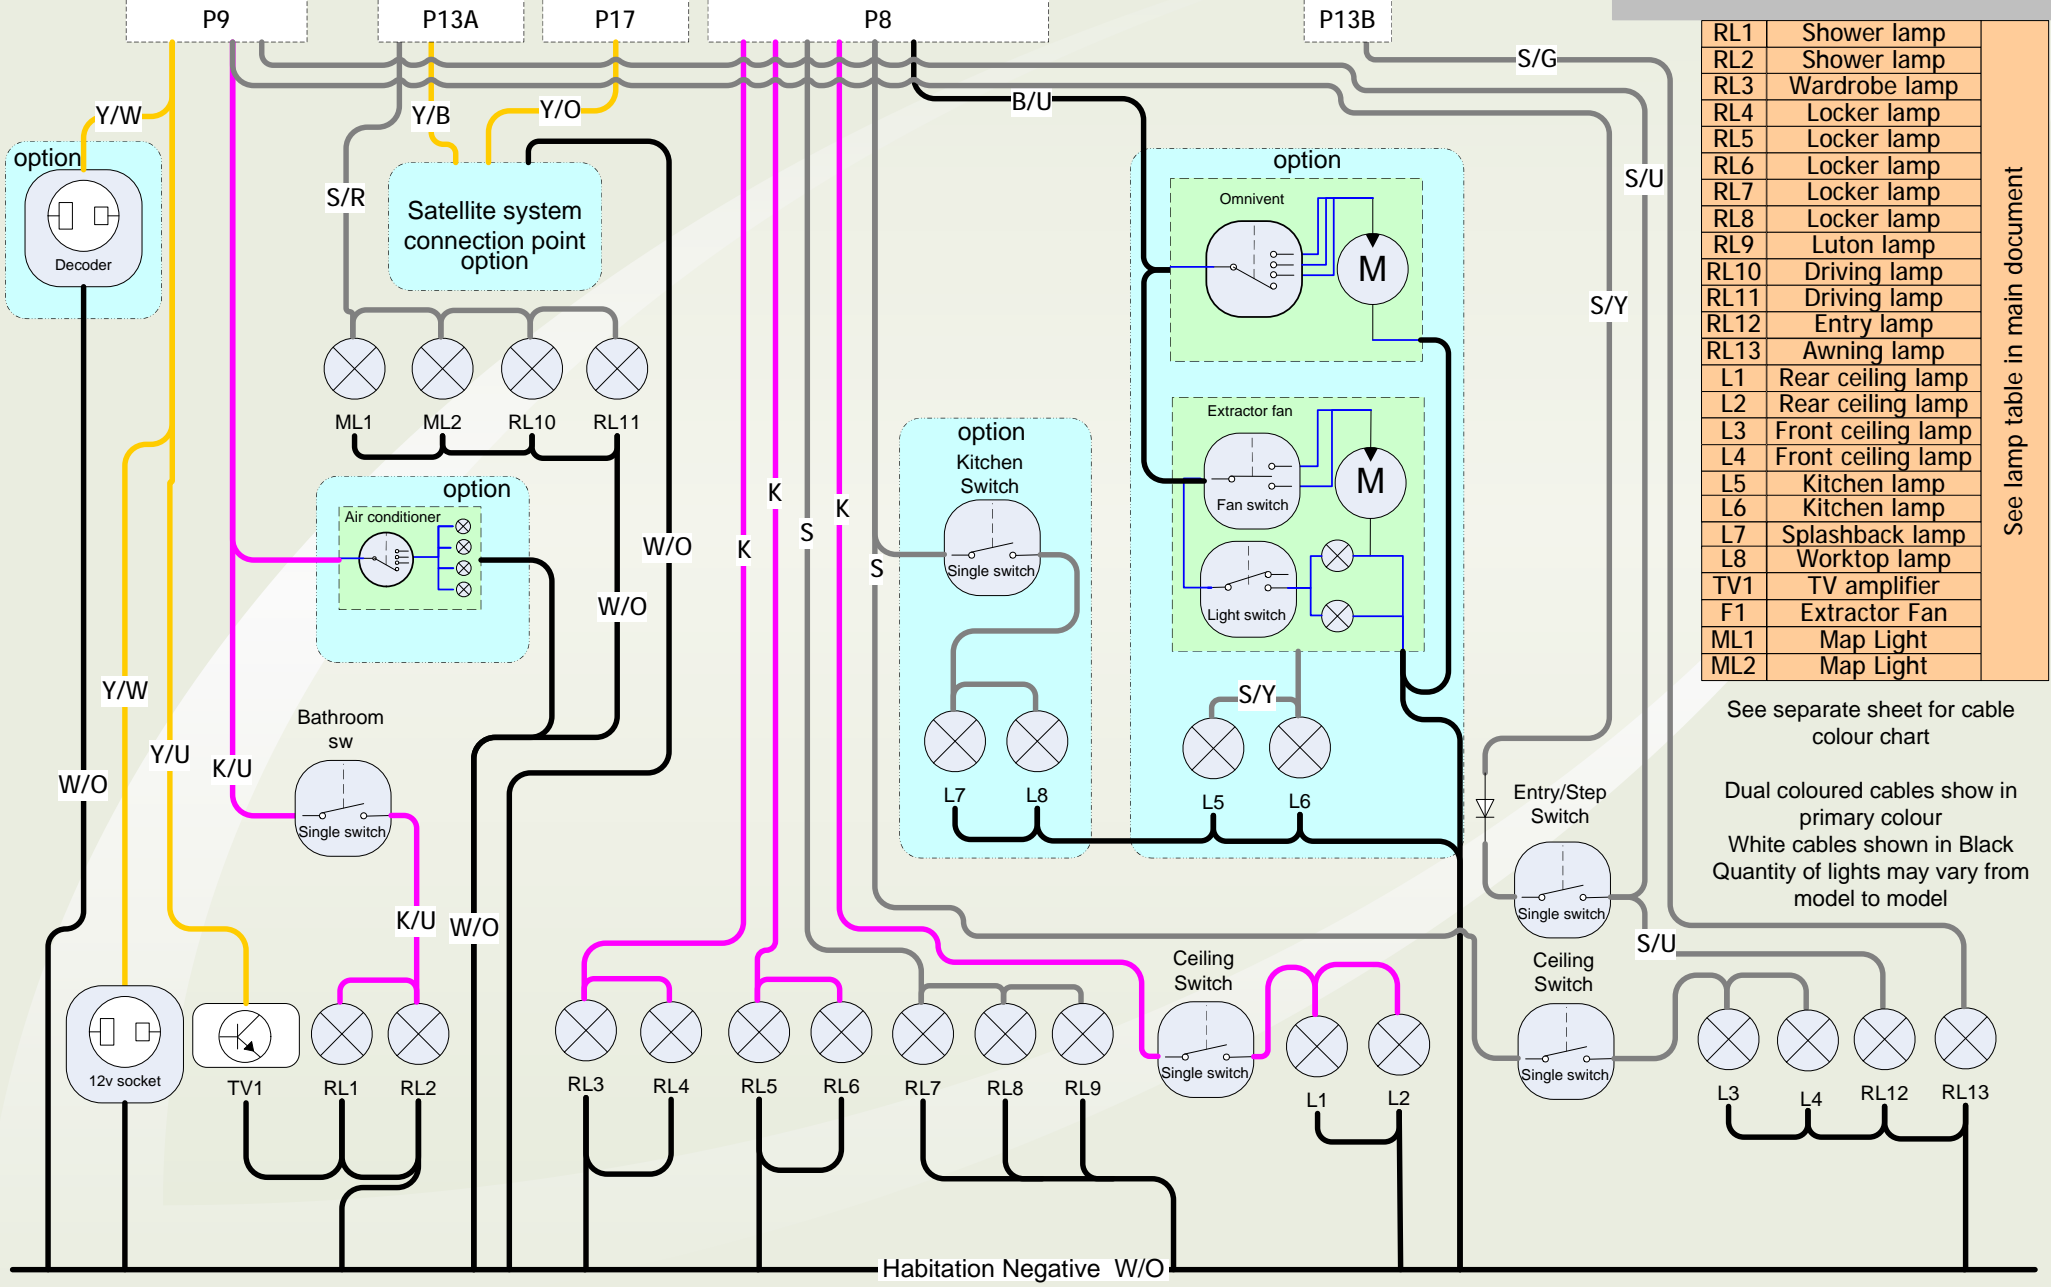 P9
P13A
P17
P8
P13B
S/G
Y/W
Y/B
Y/O
B/U
S/R
S/U
S/Y
option
Decoder
Satellite system
connection point
option
option
Omnivent
M
Extractor fan
Fan switch
M
Light switch
S/Y
L5
L6
ML1
ML2
RL10
RL11
option
Air conditioner
option
Kitchen
Switch
Single switch
L7
L8
K
K
S
K
S
W/O
W/O
Y/W
Y/U
K/U
W/O
Bathroom
sw
Single switch
K/U
W/O
Entry/Step
Switch
Single switch
S/U
Ceiling
Switch
Single switch
Ceiling
Switch
Single switch
12v socket
TV1
RL1
RL2
RL3
RL4
RL5
RL6
RL7
RL8
RL9
L1
L2
L3
L4
RL12
RL13
Habitation Negative W/O
RL1 Shower lamp
RL2 Shower lamp
RL3 Wardrobe lamp
RL4 Locker lamp
RL5 Locker lamp
RL6 Locker lamp
RL7 Locker lamp
RL8 Locker lamp
RL9 Luton lamp
RL10 Driving lamp
RL11 Driving lamp
RL12 Entry lamp
RL13 Awning lamp
L1 Rear ceiling lamp
L2 Rear ceiling lamp
L3 Front ceiling lamp
L4 Front ceiling lamp
L5 Kitchen lamp
L6 Kitchen lamp
L7 Splashback lamp
L8 Worktop lamp
TV1 TV amplifier
F1 Extractor Fan
ML1 Map Light
ML2 Map Light
See lamp table in main document
See separate sheet for cable
colour chart
Dual coloured cables show in
primary colour
White cables shown in Black
Quantity of lights may vary from
model to model